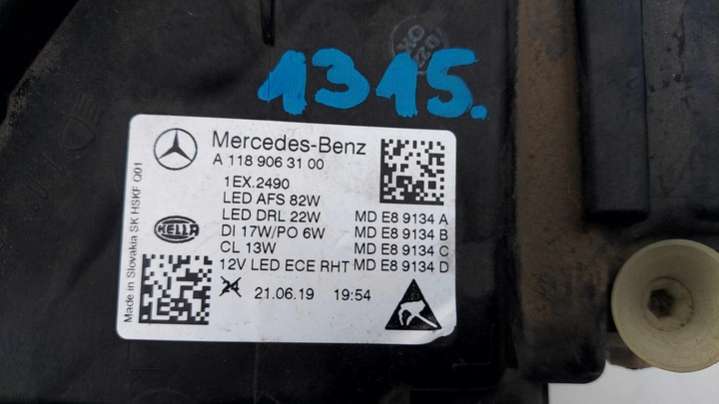 1315.
Mercedes-Benz
A 118 906 31 00
1EX.2490
LED AFS 82W
LED DRL 22W MD E8 9134 A
DI 17W/PO 6W MD E8 9134 B
CL 13W MD E8 9134 C
12V LED ECE RHT MD E8 9134 D
21.06.19 19:54
HELLA
Made in Slovakia SK HSKF Q01